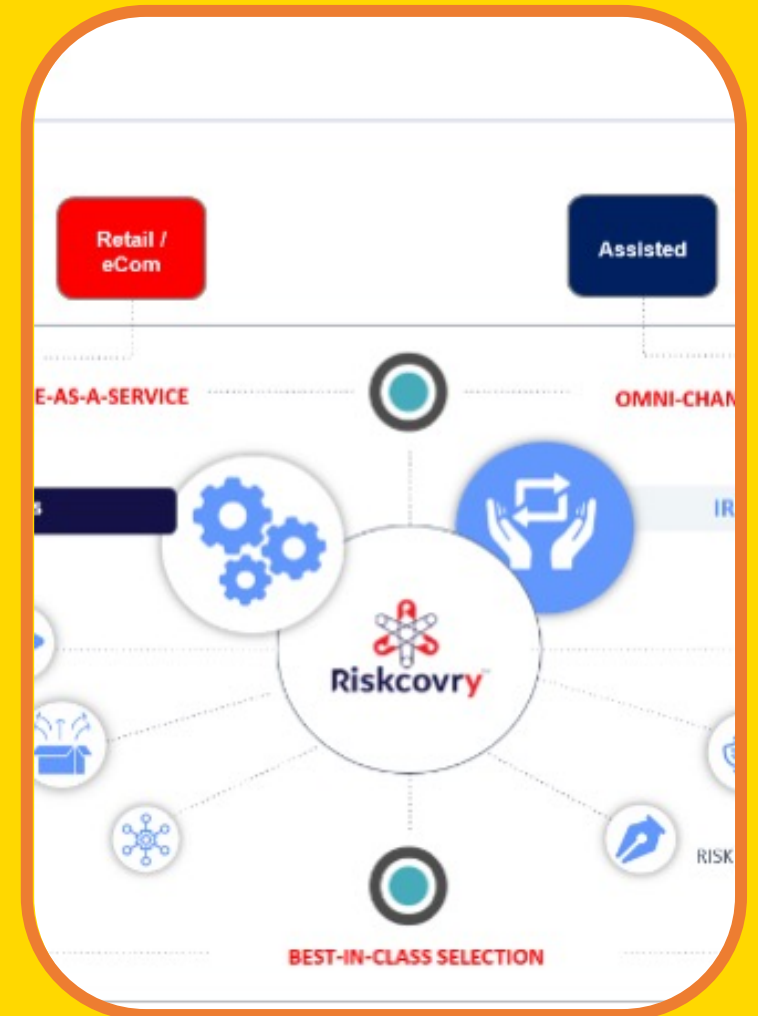 Retail /
eCom
Assisted
E-AS-A-SERVICE
OMNI-CHAN
S
IR
Riskcovry
RISK
BEST-IN-CLASS SELECTION